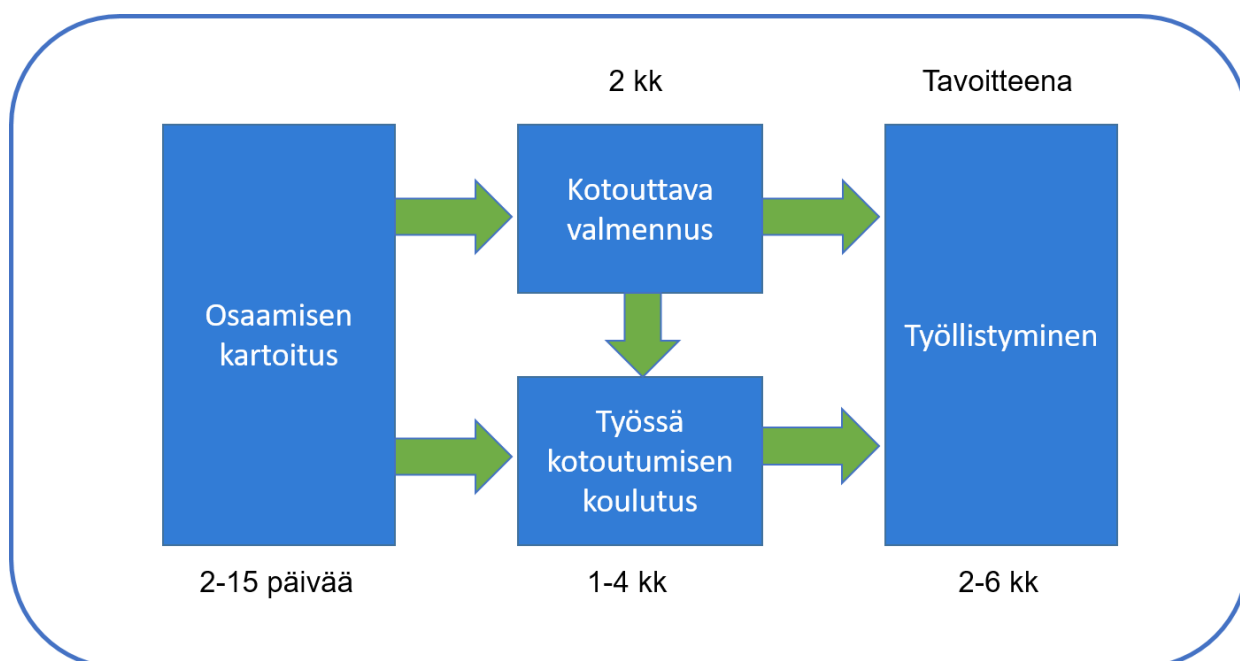 2 kk
Tavoitteena
Osaamisen
kartoitus
Kotouttava
valmennus
Työssä
kotoutumisen
koulutus
Työllistyminen
2-15 päivää
1-4 kk
2-6 kk